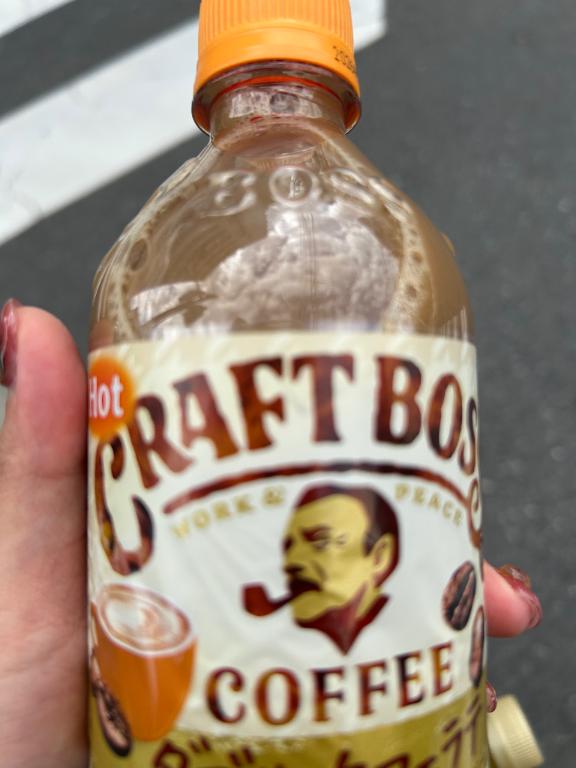 BOSS
Hot
CRAFT BOSS
WORK & PEACE
COFFEE